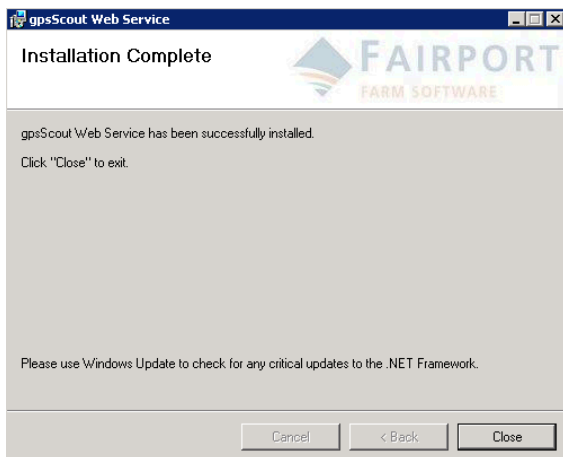 gpsScout Web Service
Installation Complete
FAIRPORT
FARM SOFTWARE
gpsScout Web Service has been successfully installed.
Click "Close" to exit.
Please use Windows Update to check for any critical updates to the .NET Framework.
Cancel
< Back
Close